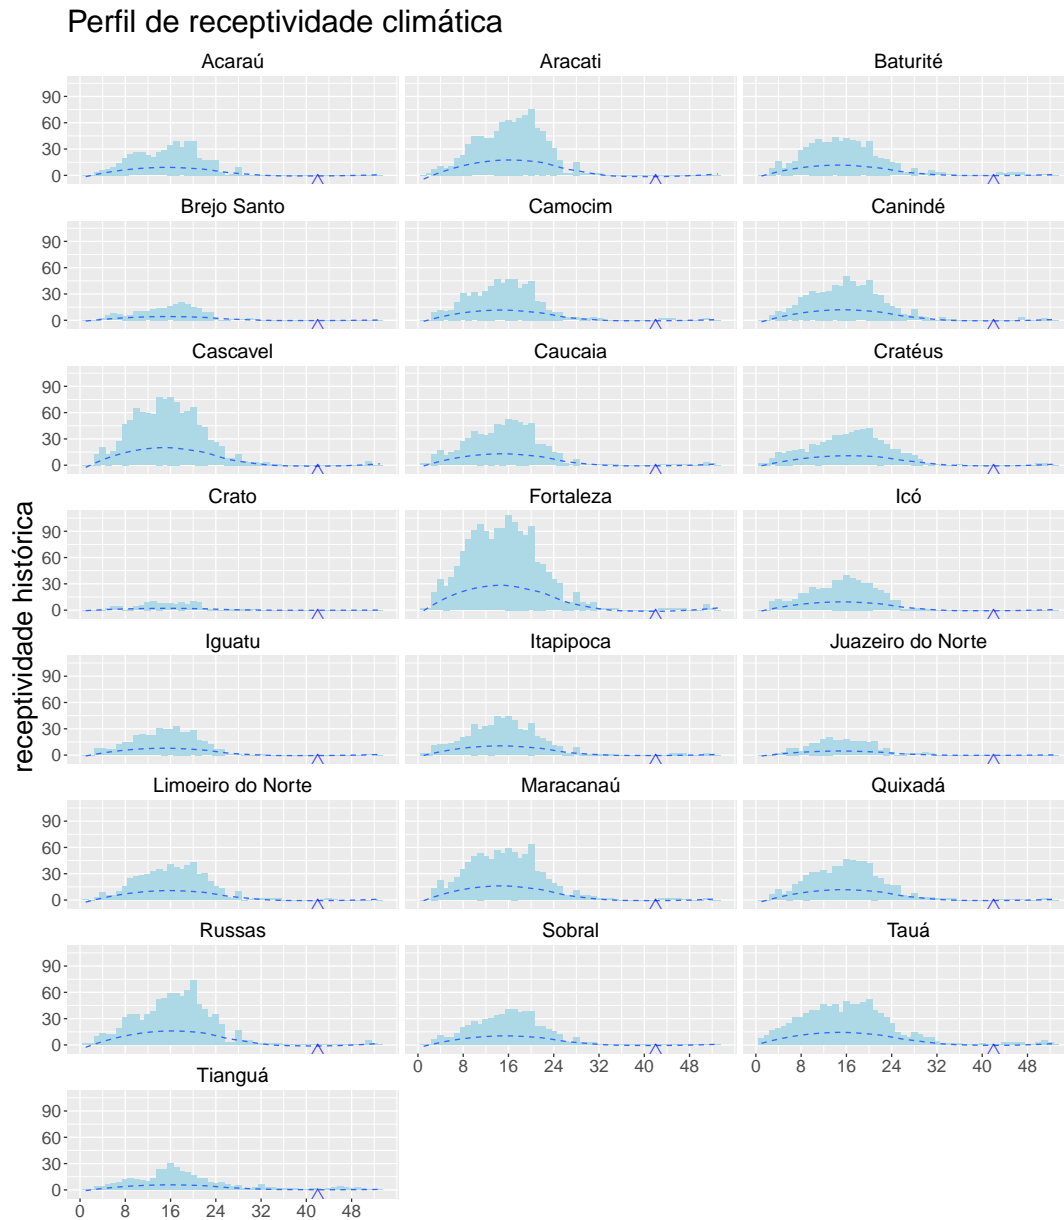 Perfil de receptividade climática
Acaraú Aracati Baturité
90
60
30
0
Brejo Santo Camocim Canindé
90
60
30
0
Cascavel Caucaia Cratéus
90
60
30
0
Crato Fortaleza Icó
90
60
30
0
Iguatu Itapipoca Juazeiro do Norte
90
60
30
0
Limoeiro do Norte Maracanaú Quixadá
90
60
30
0
Russas Sobral Tauá
90
60
30
0
0 8 16 24 32 40 48 0 8 16 24 32 40 48
Tianguá
90
60
30
0
0 8 16 24 32 40 48
receptividade histórica